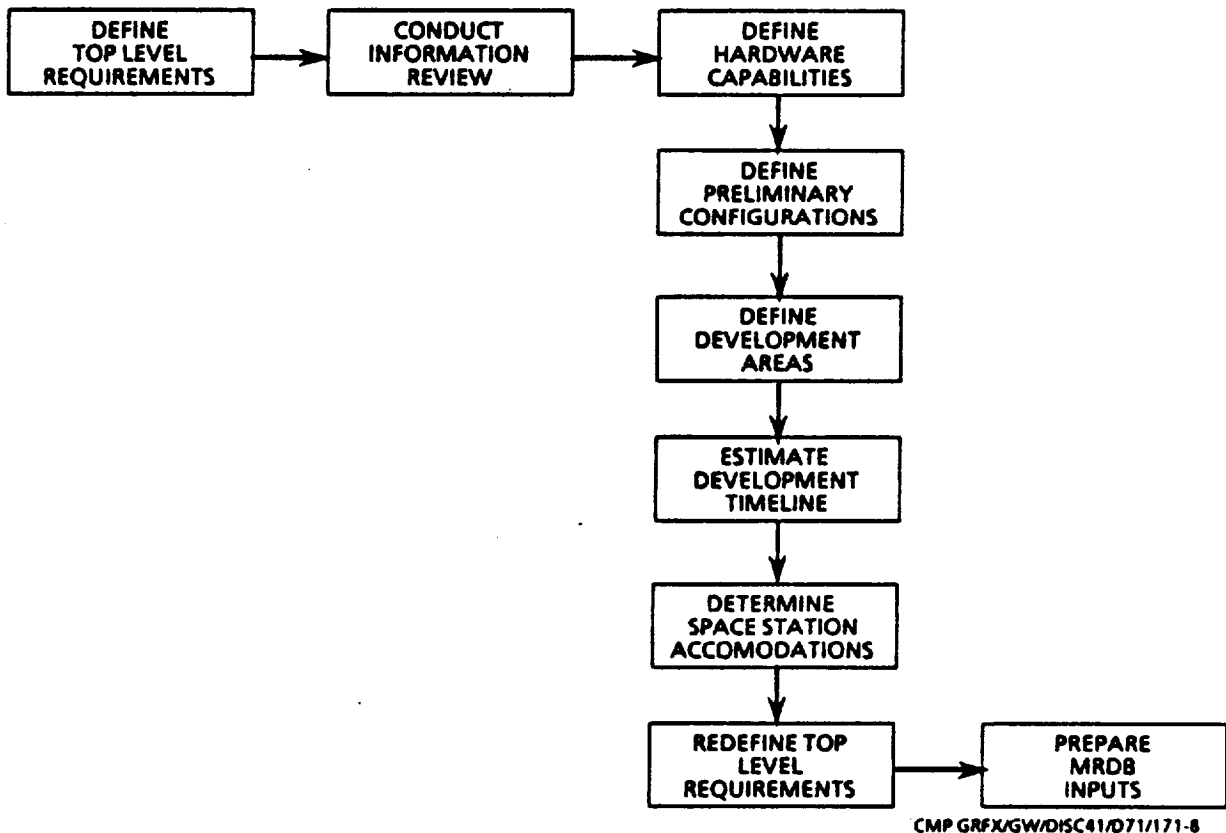 DEFINE
TOP LEVEL
REQUIREMENTS
CONDUCT
INFORMATION
REVIEW
DEFINE
HARDWARE
CAPABILITIES
DEFINE
PRELIMINARY
CONFIGURATIONS
DEFINE
DEVELOPMENT
AREAS
ESTIMATE
DEVELOPMENT
TIMELINE
DETERMINE
SPACE STATION
ACCOMODATIONS
REDEFINE TOP
LEVEL
REQUIREMENTS
PREPARE
MRDB
INPUTS
CMP GRFX/GW/DISC41/D71/171-8